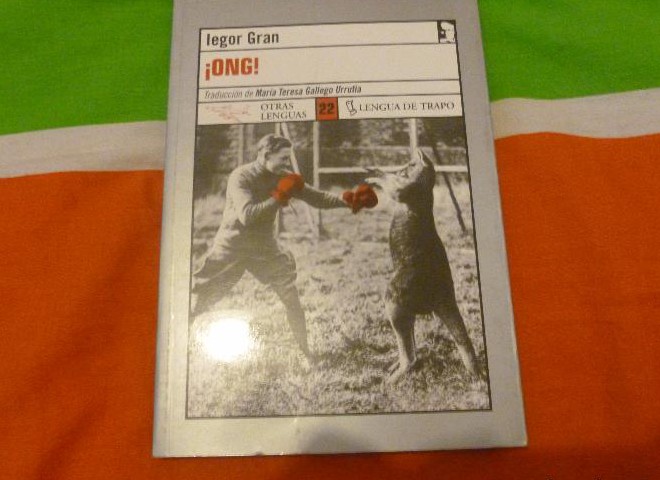 Iegor Gran
¡ONG!
Traducción de María Teresa Gallego Urrutia
OTRAS
LENGUAS
22
LENGUA DE TRAPO